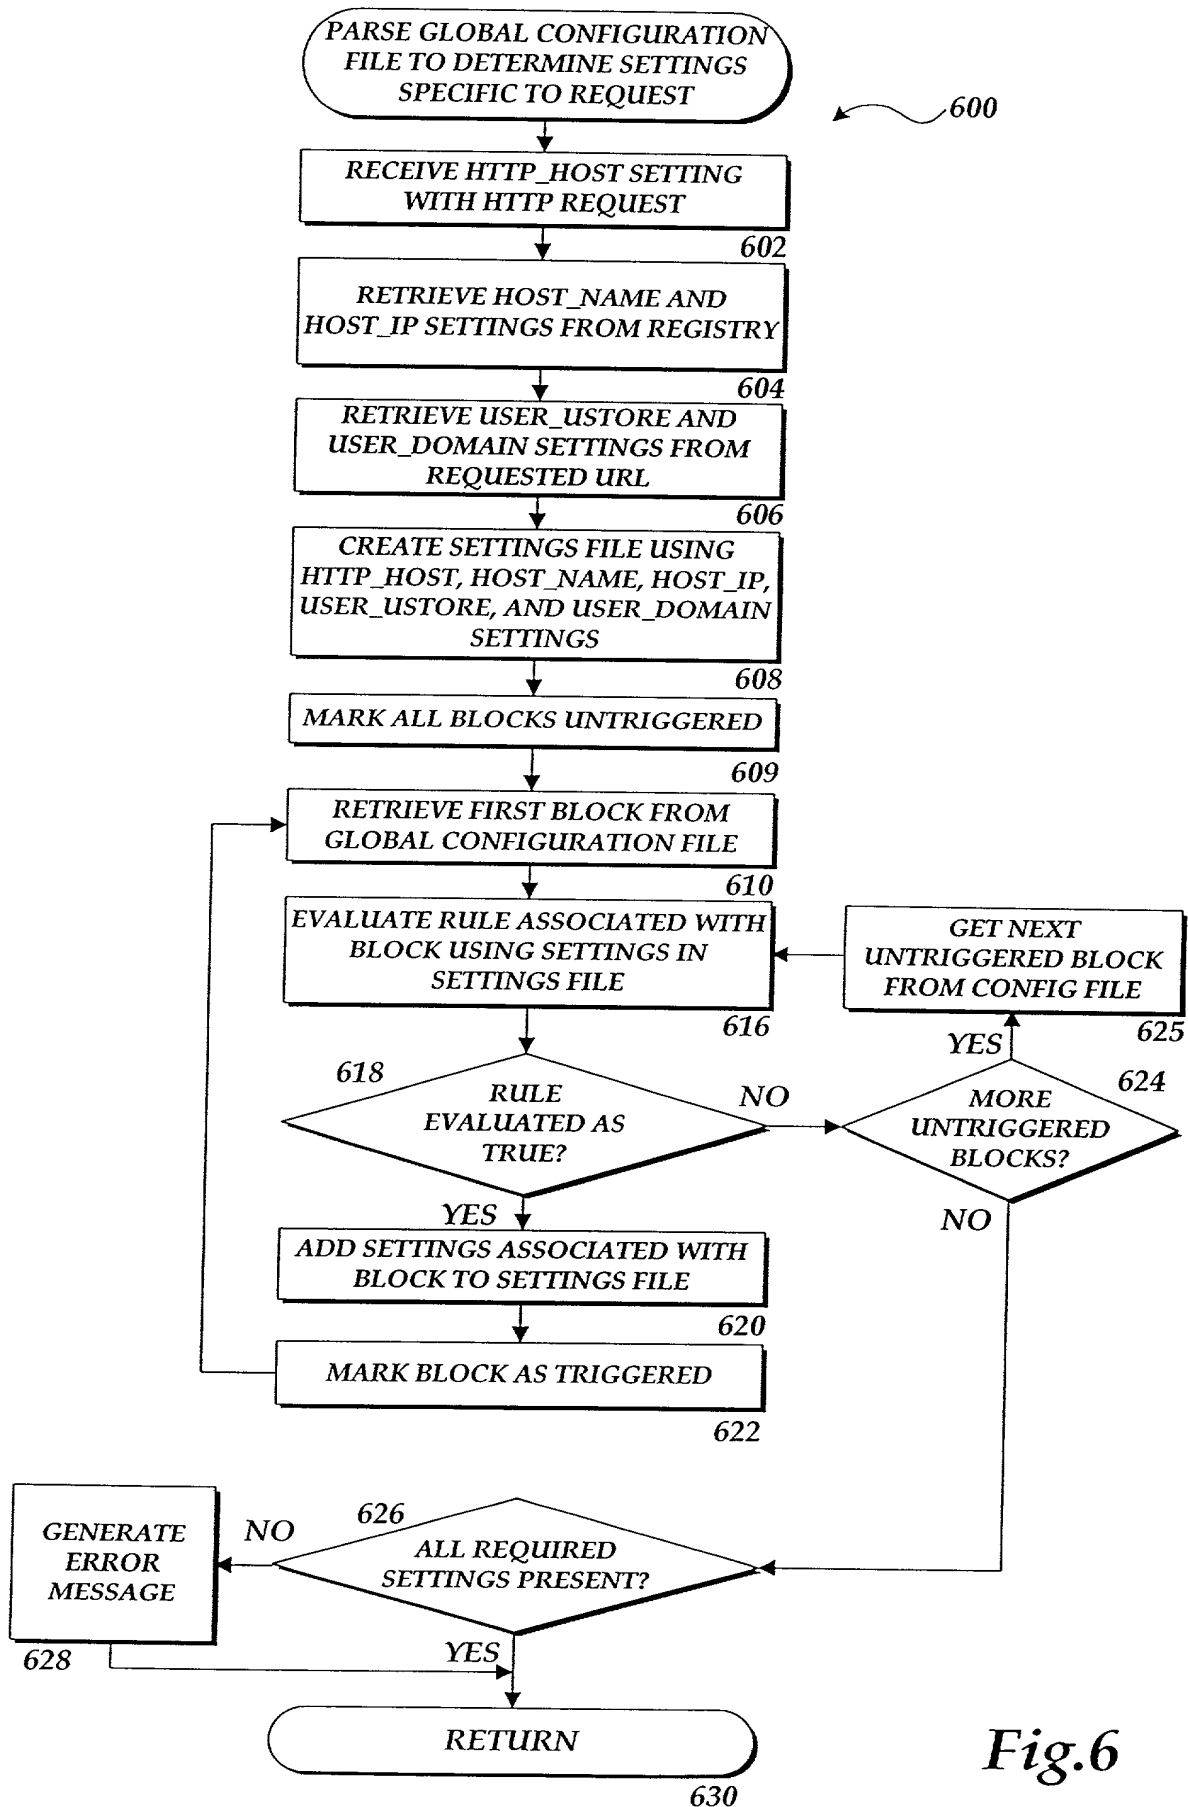 PARSE GLOBAL CONFIGURATION
FILE TO DETERMINE SETTINGS
SPECIFIC TO REQUEST
600
RECEIVE HTTP_HOST SETTING
WITH HTTP REQUEST
602
RETRIEVE HOST_NAME AND
HOST_IP SETTINGS FROM REGISTRY
604
RETRIEVE USER_USTORE AND
USER_DOMAIN SETTINGS FROM
REQUESTED URL
606
CREATE SETTINGS FILE USING
HTTP_HOST, HOST_NAME, HOST_IP,
USER_USTORE, AND USER_DOMAIN
SETTINGS
608
MARK ALL BLOCKS UNTRIGGERED
609
RETRIEVE FIRST BLOCK FROM
GLOBAL CONFIGURATION FILE
610
EVALUATE RULE ASSOCIATED WITH
BLOCK USING SETTINGS IN
SETTINGS FILE
616
GET NEXT
UNTRIGGERED BLOCK
FROM CONFIG FILE
625
YES
618
RULE
EVALUATED AS
TRUE?
NO
624
MORE
UNTRIGGERED
BLOCKS?
NO
YES
ADD SETTINGS ASSOCIATED WITH
BLOCK TO SETTINGS FILE
620
MARK BLOCK AS TRIGGERED
622
626
ALL REQUIRED
SETTINGS PRESENT?
NO
GENERATE
ERROR
MESSAGE
628
YES
RETURN
630
Fig.6